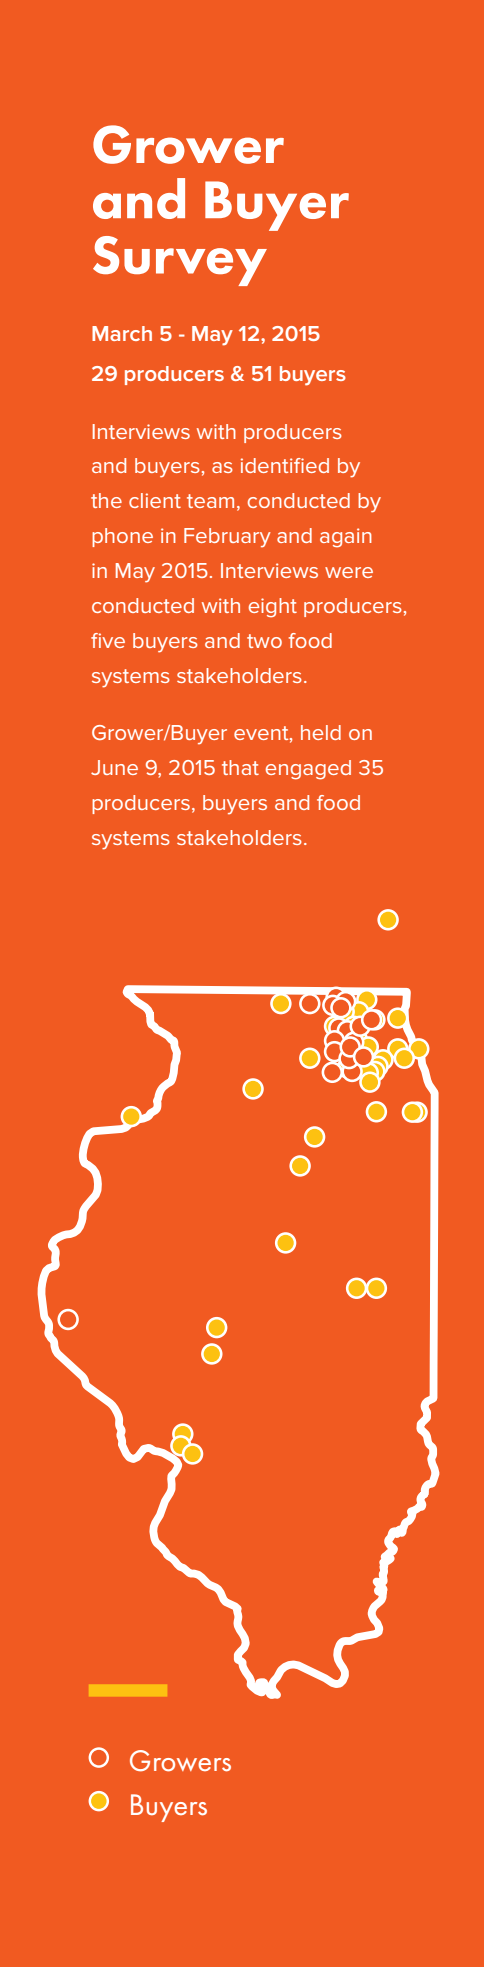 Grower
and Buyer
Survey
March 5 - May 12, 2015
29 producers & 51 buyers
Interviews with producers
and buyers, as identified by
the client team, conducted by
phone in February and again
in May 2015. Interviews were
conducted with eight producers,
five buyers and two food
systems stakeholders.
Grower/Buyer event, held on
June 9, 2015 that engaged 35
producers, buyers and food
systems stakeholders.
Growers
Buyers